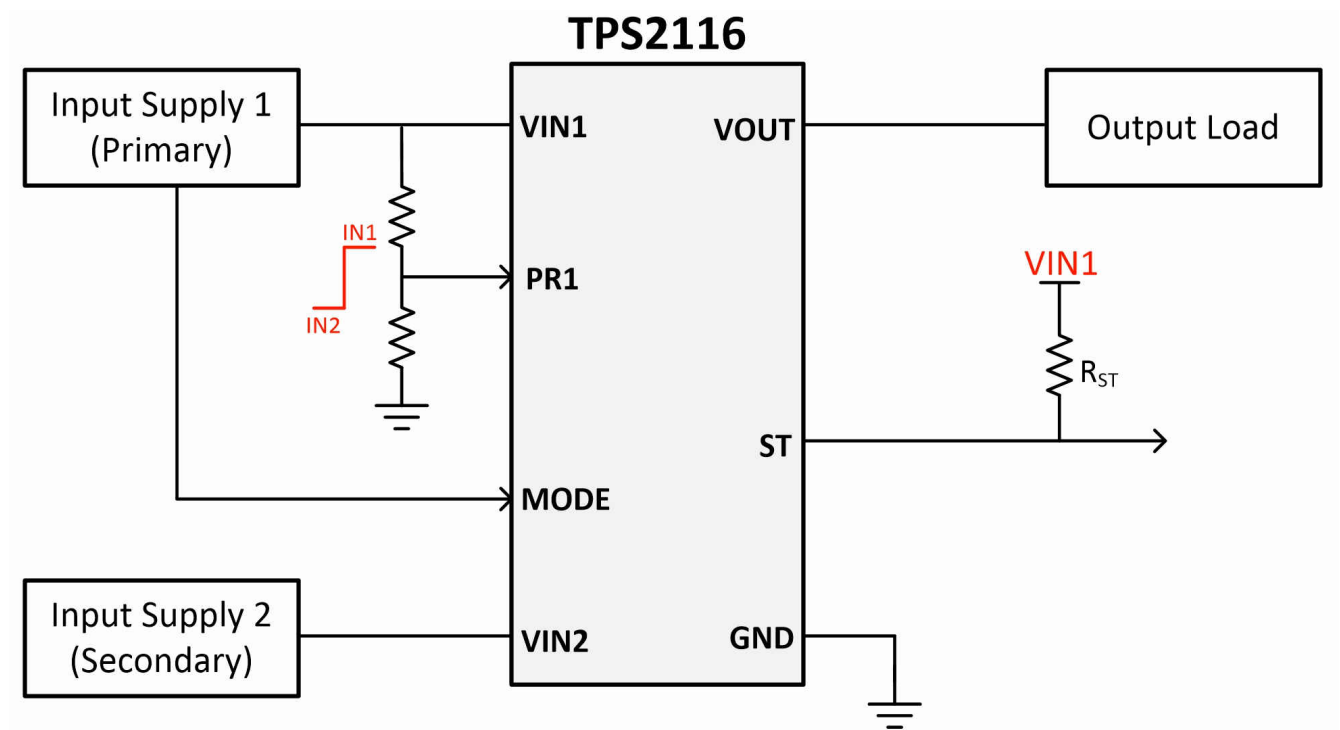 TPS2116
Input Supply 1
(Primary)
VIN1
VOUT
Output Load
IN1
PR1
IN2
VIN1
R_ST
ST
MODE
Input Supply 2
(Secondary)
VIN2
GND